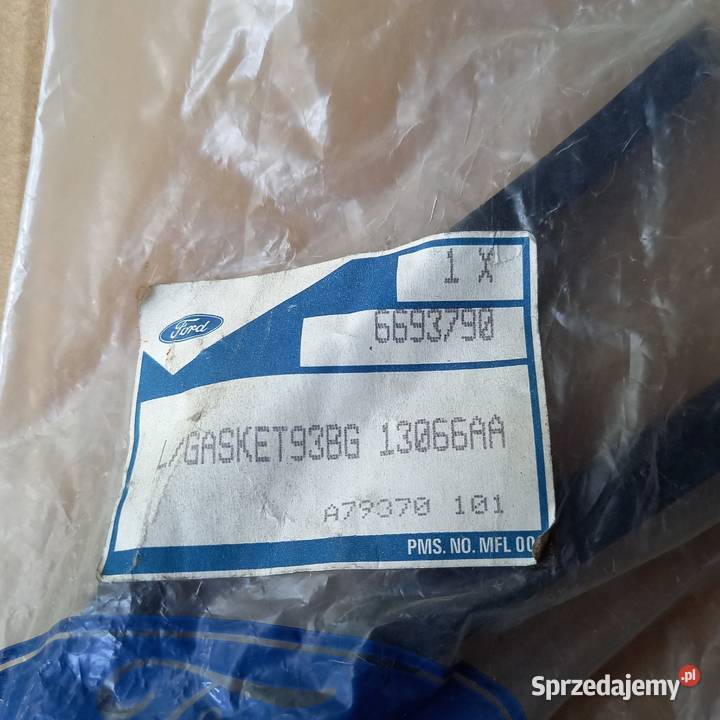 1 X
Ford
6693790
L/GASKET93BG 13066AA
A79370 101
PMS. NO. MFL 00
Sprzedajemy.pl